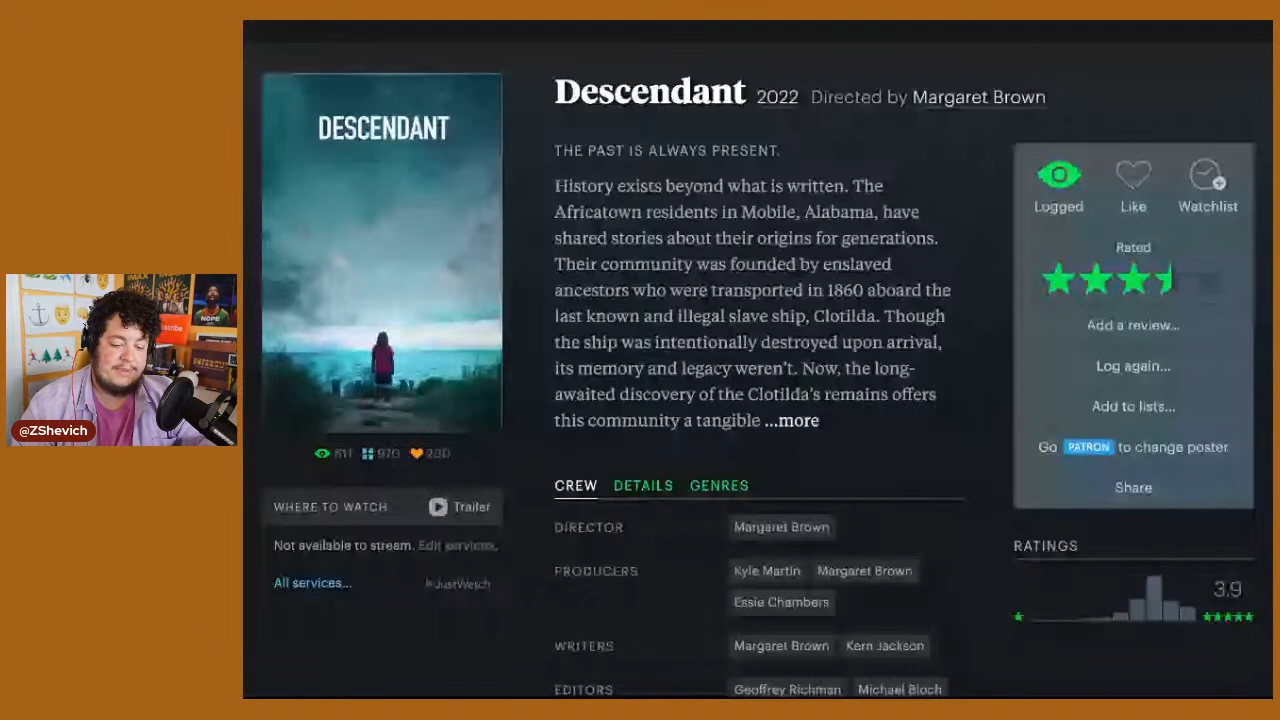 DESCENDANT
Descendant 2022 Directed by Margaret Brown
THE PAST IS ALWAYS PRESENT.
History exists beyond what is written. The
Africatown residents in Mobile, Alabama, have
shared stories about their origins for generations.
Their community was founded by enslaved
ancestors who were transported in 1860 aboard the
last known and illegal slave ship, Clotilda. Though
the ship was intentionally destroyed upon arrival,
its memory and legacy weren't. Now, the long-
awaited discovery of the Clotilda's remains offers
this community a tangible ...more
Logged Like Watchlist
Rated
Add a review...
Log again...
Add to lists...
Go PATRON to change poster
Share
970
WHERE TO WATCH Trailer
Not available to stream. Edit services.
All services...
JustWatch
CREW DETAILS GENRES
DIRECTOR Margaret Brown
PRODUCERS Kyle Martin Margaret Brown
Essie Chambers
WRITERS Margaret Brown Kern Jackson
EDITORS Geoffrey Richman Michael Bloch
RATINGS
3.9
IMAX
NOPE
@ZShevich